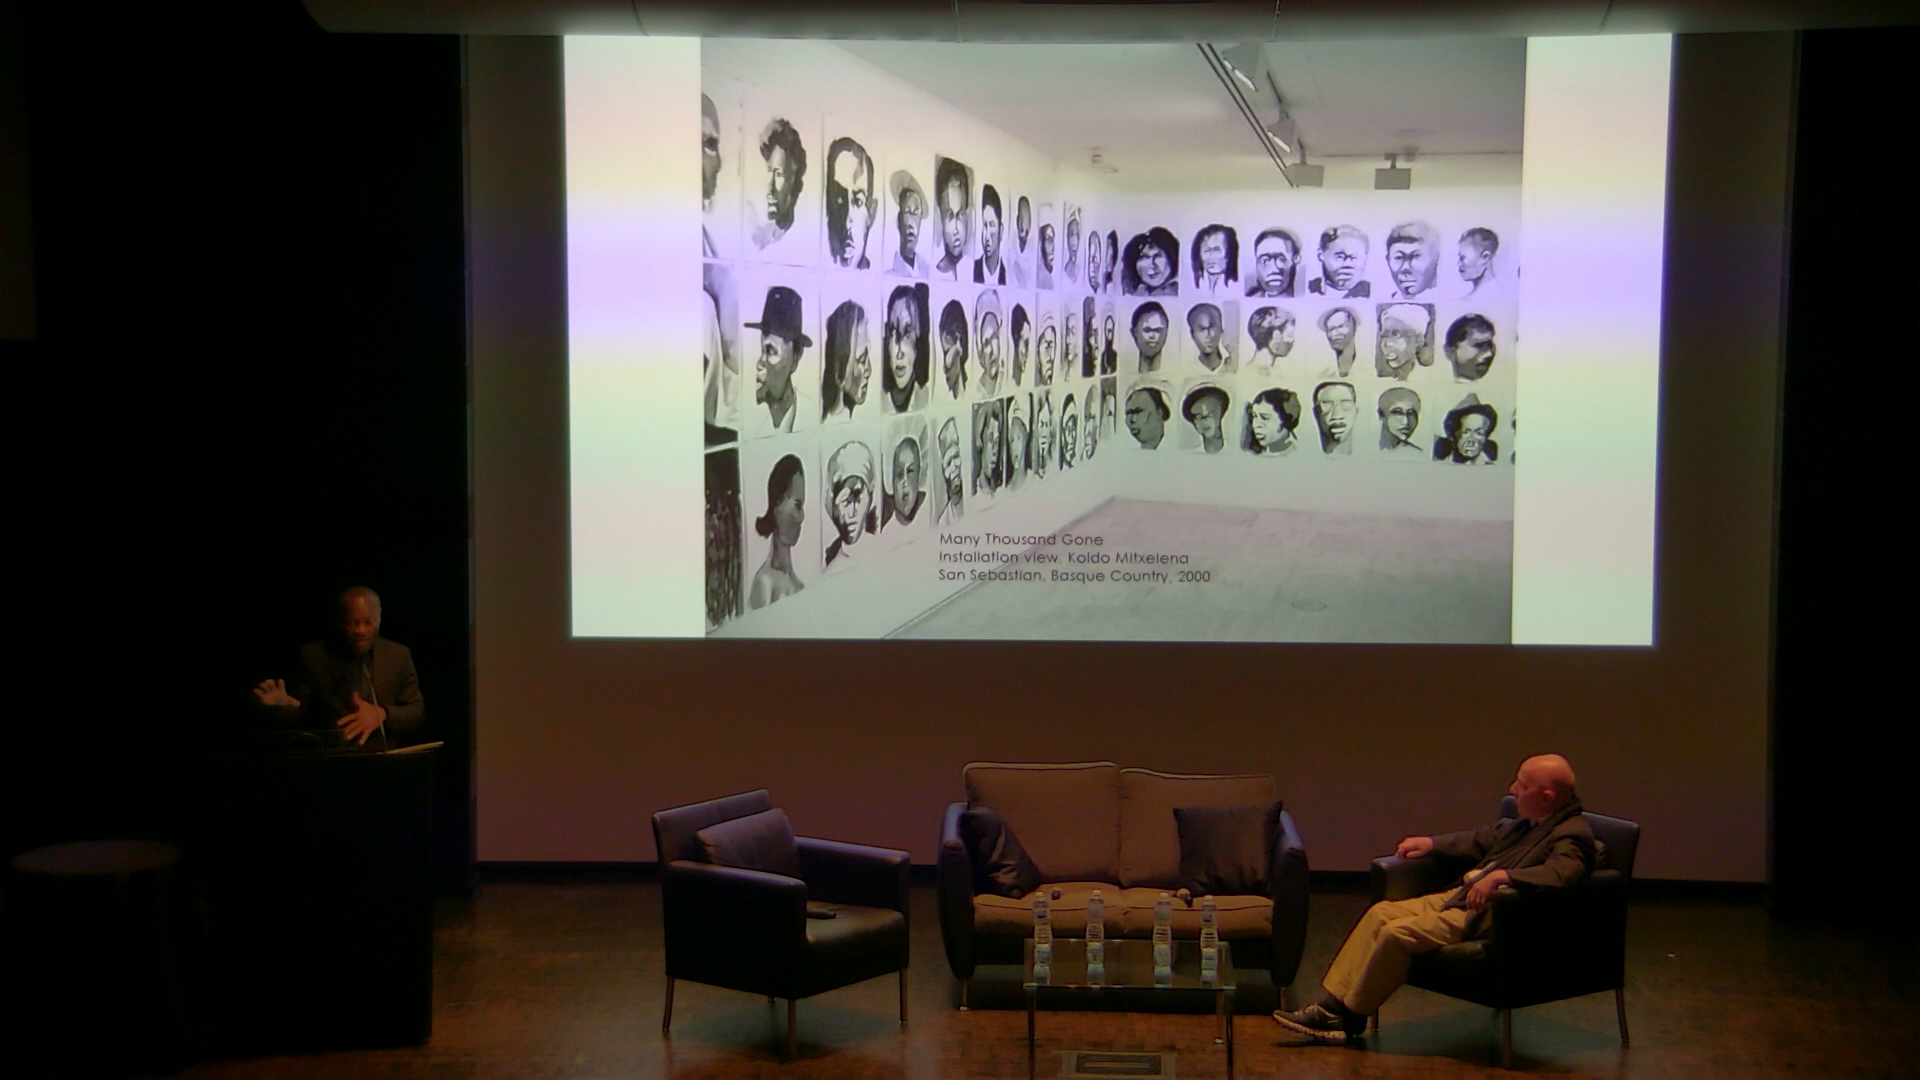 Many Thousand Gone
Installation view, Koldo Mitxelena
San Sebastian, Basque Country, 2000